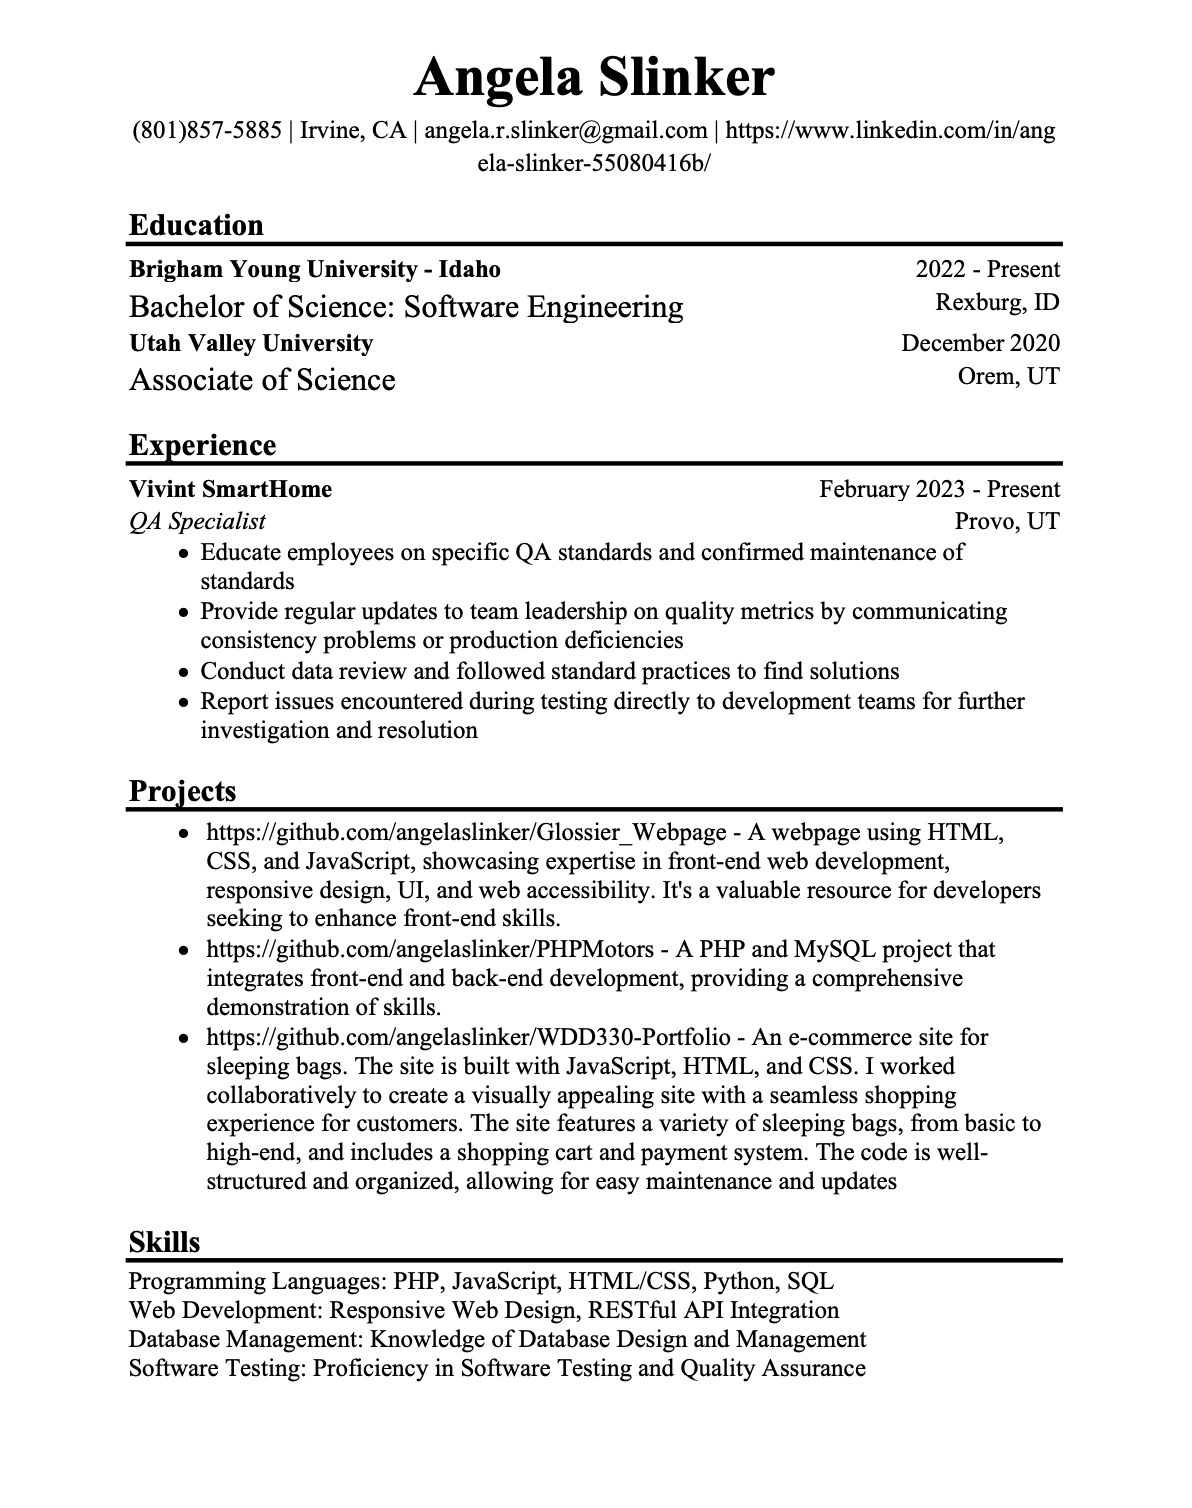 Angela Slinker
(801)857-5885 | Irvine, CA | angela.r.slinker@gmail.com | https://www.linkedin.com/in/ang
ela-slinker-55080416b/
Education
Brigham Young University - Idaho 2022 - Present
Bachelor of Science: Software Engineering Rexburg, ID
Utah Valley University December 2020
Associate of Science Orem, UT
Experience
Vivint SmartHome February 2023 - Present
QA Specialist Provo, UT
• Educate employees on specific QA standards and confirmed maintenance of
standards
• Provide regular updates to team leadership on quality metrics by communicating
consistency problems or production deficiencies
• Conduct data review and followed standard practices to find solutions
• Report issues encountered during testing directly to development teams for further
investigation and resolution
Projects
• https://github.com/angelaslinker/Glossier_Webpage - A webpage using HTML,
CSS, and JavaScript, showcasing expertise in front-end web development,
responsive design, UI, and web accessibility. It's a valuable resource for developers
seeking to enhance front-end skills.
• https://github.com/angelaslinker/PHPMotors - A PHP and MySQL project that
integrates front-end and back-end development, providing a comprehensive
demonstration of skills.
• https://github.com/angelaslinker/WDD330-Portfolio - An e-commerce site for
sleeping bags. The site is built with JavaScript, HTML, and CSS. I worked
collaboratively to create a visually appealing site with a seamless shopping
experience for customers. The site features a variety of sleeping bags, from basic to
high-end, and includes a shopping cart and payment system. The code is well-
structured and organized, allowing for easy maintenance and updates
Skills
Programming Languages: PHP, JavaScript, HTML/CSS, Python, SQL
Web Development: Responsive Web Design, RESTful API Integration
Database Management: Knowledge of Database Design and Management
Software Testing: Proficiency in Software Testing and Quality Assurance